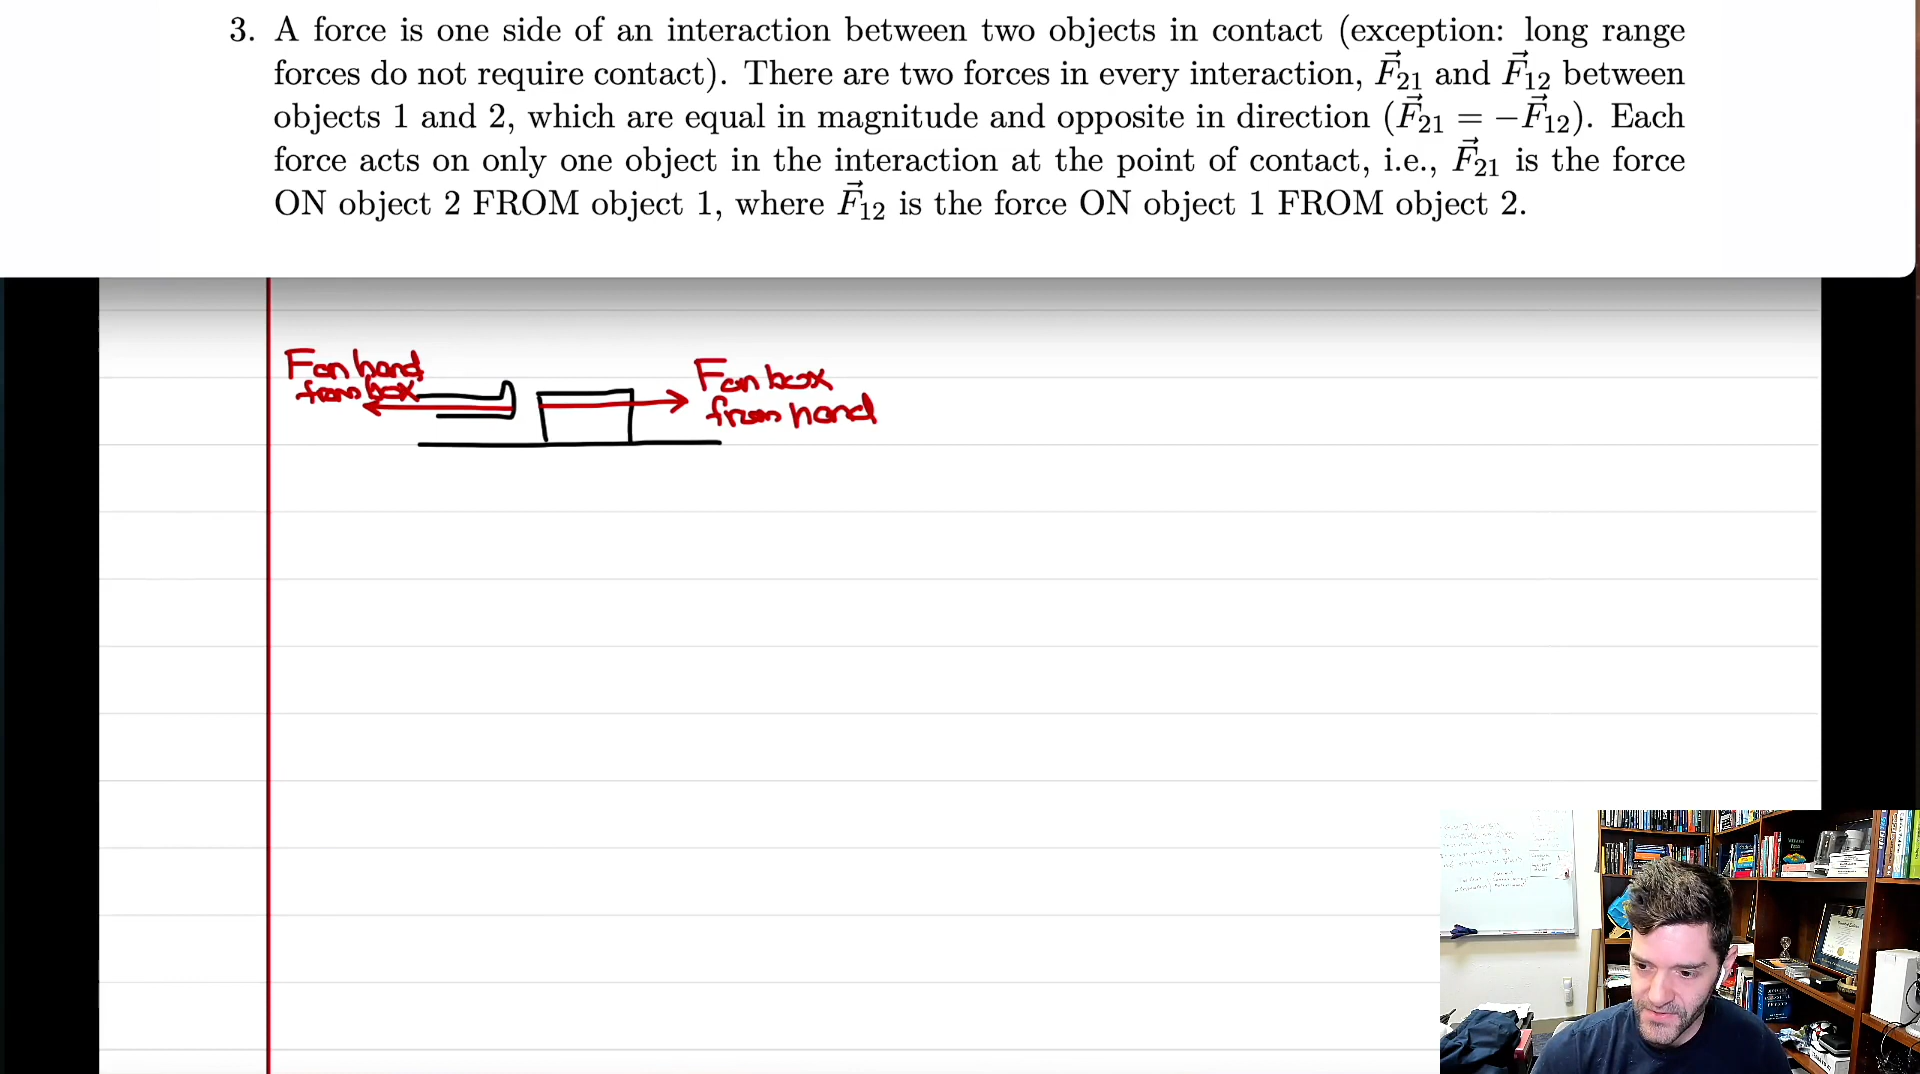 3. A force is one side of an interaction between two objects in contact (exception: long range
forces do not require contact). There are two forces in every interaction, F⃗₂₁ and F⃗₁₂ between
objects 1 and 2, which are equal in magnitude and opposite in direction (F⃗₂₁ = −F⃗₁₂). Each
force acts on only one object in the interaction at the point of contact, i.e., F⃗₂₁ is the force
ON object 2 FROM object 1, where F⃗₁₂ is the force ON object 1 FROM object 2.
F on hand
from box
F on box
from hand